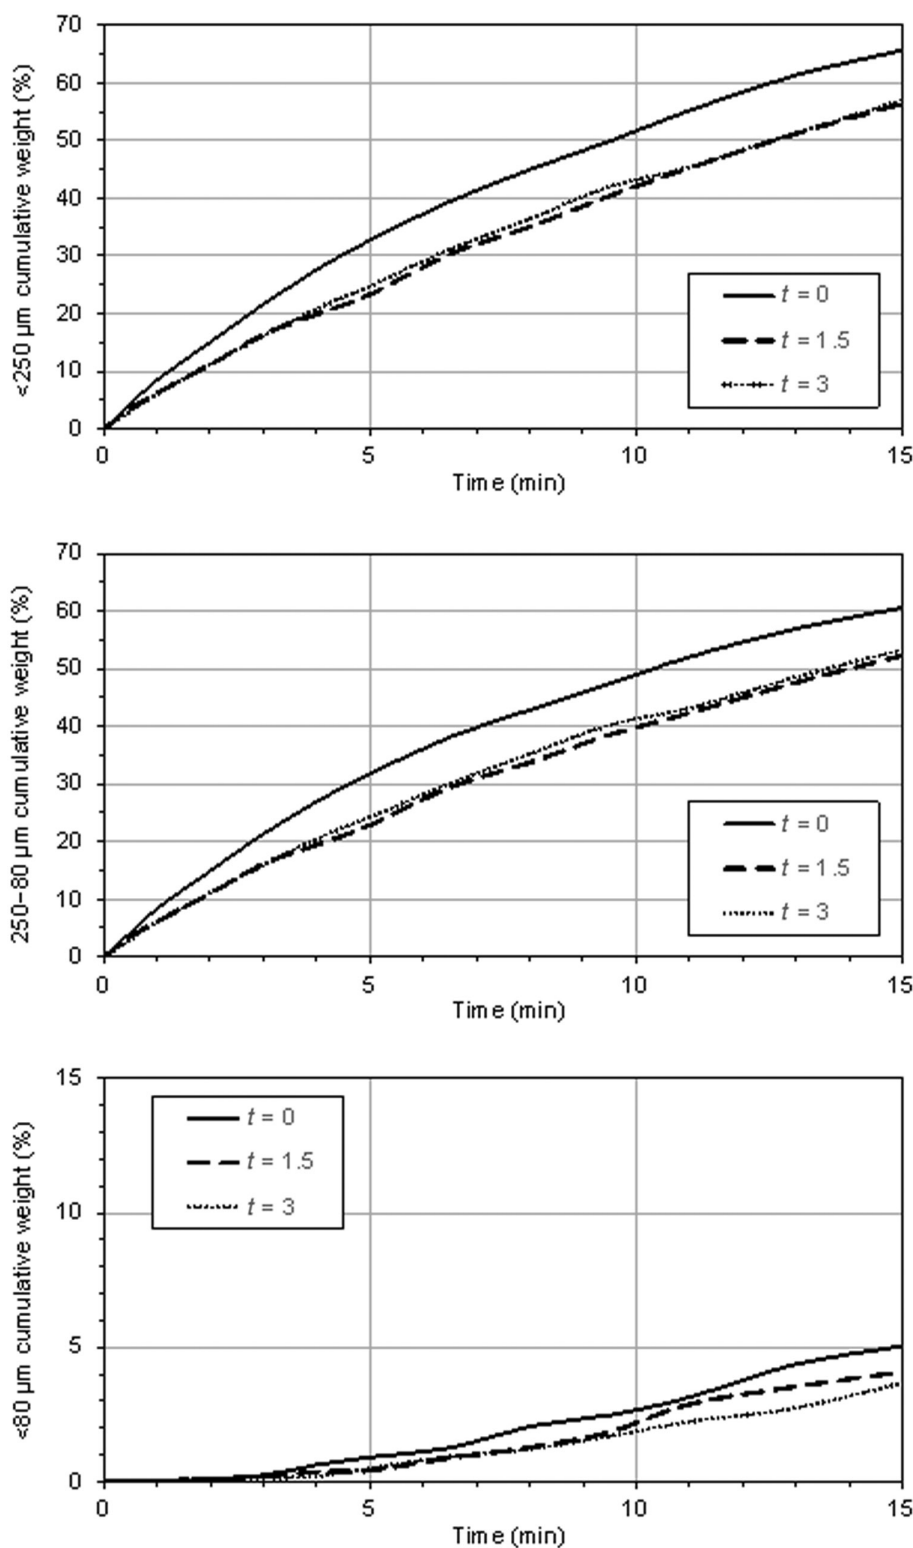 70
60
50
40
30
20
10
0
<250 µm cumulative weight (%)
t = 0
t = 1.5
t = 3
0 5 10 15
Time (min)
70
60
50
40
30
20
10
0
250–80 µm cumulative weight (%)
t = 0
t = 1.5
t = 3
0 5 10 15
Time (min)
15
10
5
0
<80 µm cumulative weight (%)
t = 0
t = 1.5
t = 3
0 5 10 15
Time (min)